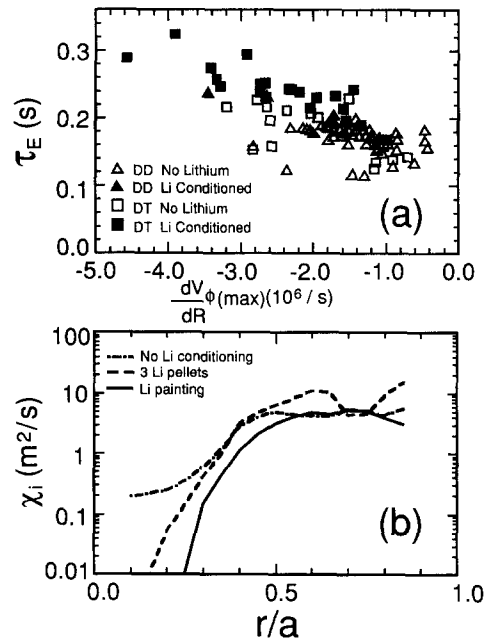 0.3
0.2
0.1
0.0
τE (s)
△ DD No Lithium
▲ DD Li Conditioned
□ DT No Lithium
■ DT Li Conditioned
(a)
-5.0 -4.0 -3.0 -2.0 -1.0 0.0
dV/dR ϕ(max)(10⁶ / s)
100
10
1
0.1
0.01
χi (m²/s)
No Li conditioning
3 Li pellets
Li painting
(b)
0.0 0.5 1.0
r/a